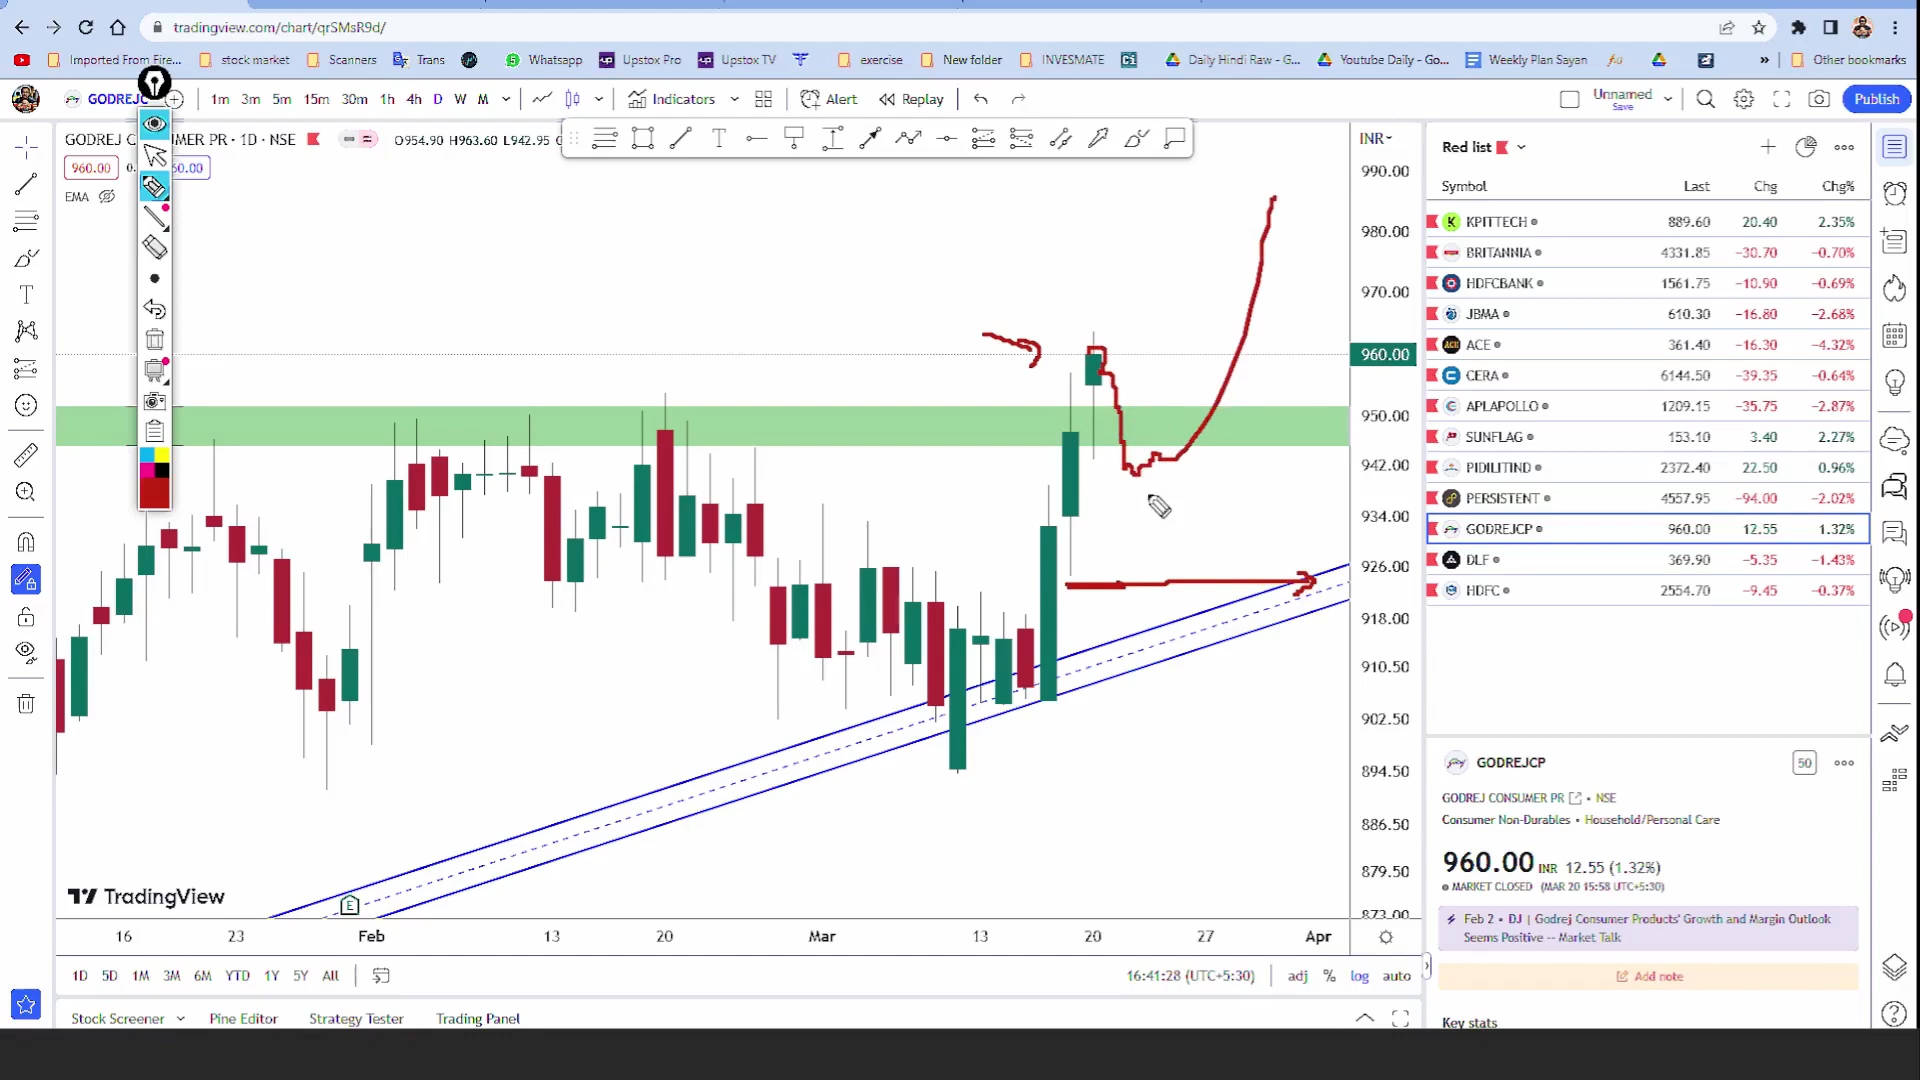 tradingview.com/chart/qrSMsR9d/
Imported From Fire...
stock market
Scanners
Trans
Whatsapp
Upstox Pro
Upstox TV
exercise
New folder
INVESMATE
Daily Hindi Raw - G...
Youtube Daily - Go...
Weekly Plan Sayan
»
Other bookmarks
GODREJC
1m 3m 5m 15m 30m 1h 4h D W M
Indicators
Alert
Replay
Unnamed
Save
Publish
GODREJ C
MER PR · 1D · NSE
O954.90 H963.60 L942.95
960.00
0.
60.00
EMA
INR
990.00
980.00
970.00
960.00
950.00
942.00
934.00
926.00
918.00
910.50
902.50
894.50
886.50
879.50
873.00
TradingView
E
16 23 Feb 13 20 Mar 13 20 27 Apr
1D 5D 1M 3M 6M YTD 1Y 5Y All
16:41:28 (UTC+5:30)
adj % log auto
Stock Screener
Pine Editor
Strategy Tester
Trading Panel
Red list
Symbol Last Chg Chg%
KPITTECH 889.60 20.40 2.35%
BRITANNIA 4331.85 −30.70 −0.70%
HDFCBANK 1561.75 −10.90 −0.69%
JBMA 610.30 −16.80 −2.68%
ACE 361.40 −16.30 −4.32%
CERA 6144.50 −39.35 −0.64%
APLAPOLLO 1209.15 −35.75 −2.87%
SUNFLAG 153.10 3.40 2.27%
PIDILITIND 2372.40 22.50 0.96%
PERSISTENT 4557.95 −94.00 −2.02%
GODREJCP 960.00 12.55 1.32%
DLF 369.90 −5.35 −1.43%
HDFC 2554.70 −9.45 −0.37%
GODREJCP
50
GODREJ CONSUMER PR • NSE
Consumer Non-Durables • Household/Personal Care
960.00 INR 12.55 (1.32%)
MARKET CLOSED (MAR 20 15:58 UTC+5:30)
Feb 2 • DJ | Godrej Consumer Products' Growth and Margin Outlook
Seems Positive -- Market Talk
Add note
Key stats